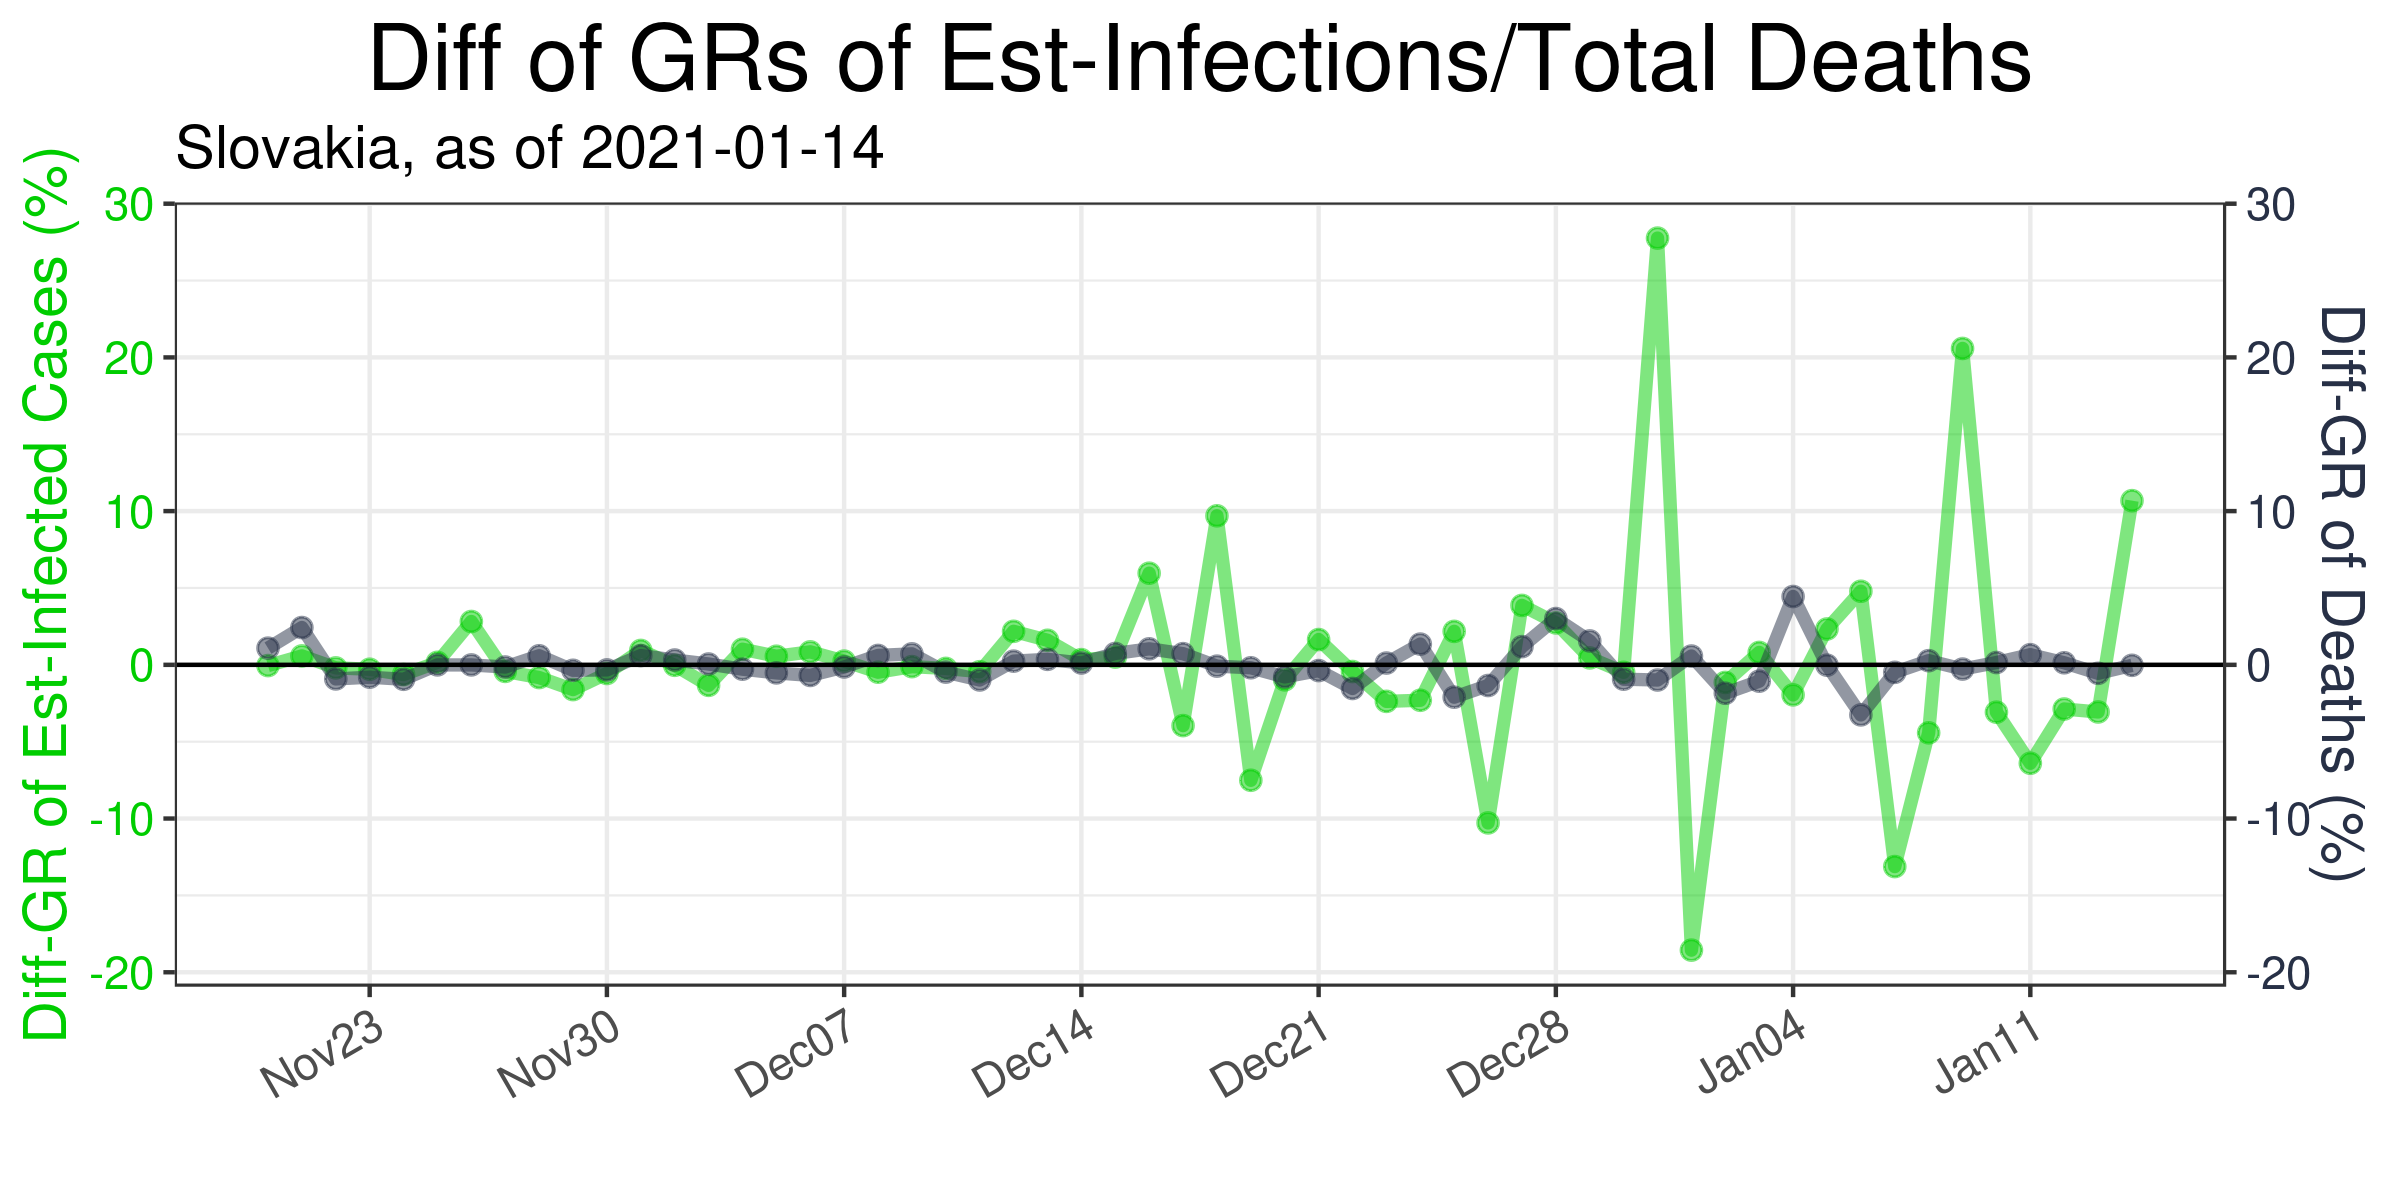 Diff of GRs of Est-Infections/Total Deaths
Slovakia, as of 2021-01-14
Diff-GR of Est-Infected Cases (%)
30
20
10
0
-10
-20
30
20
10
0
-10
-20
Diff-GR of Deaths (%)
Nov23
Nov30
Dec07
Dec14
Dec21
Dec28
Jan04
Jan11